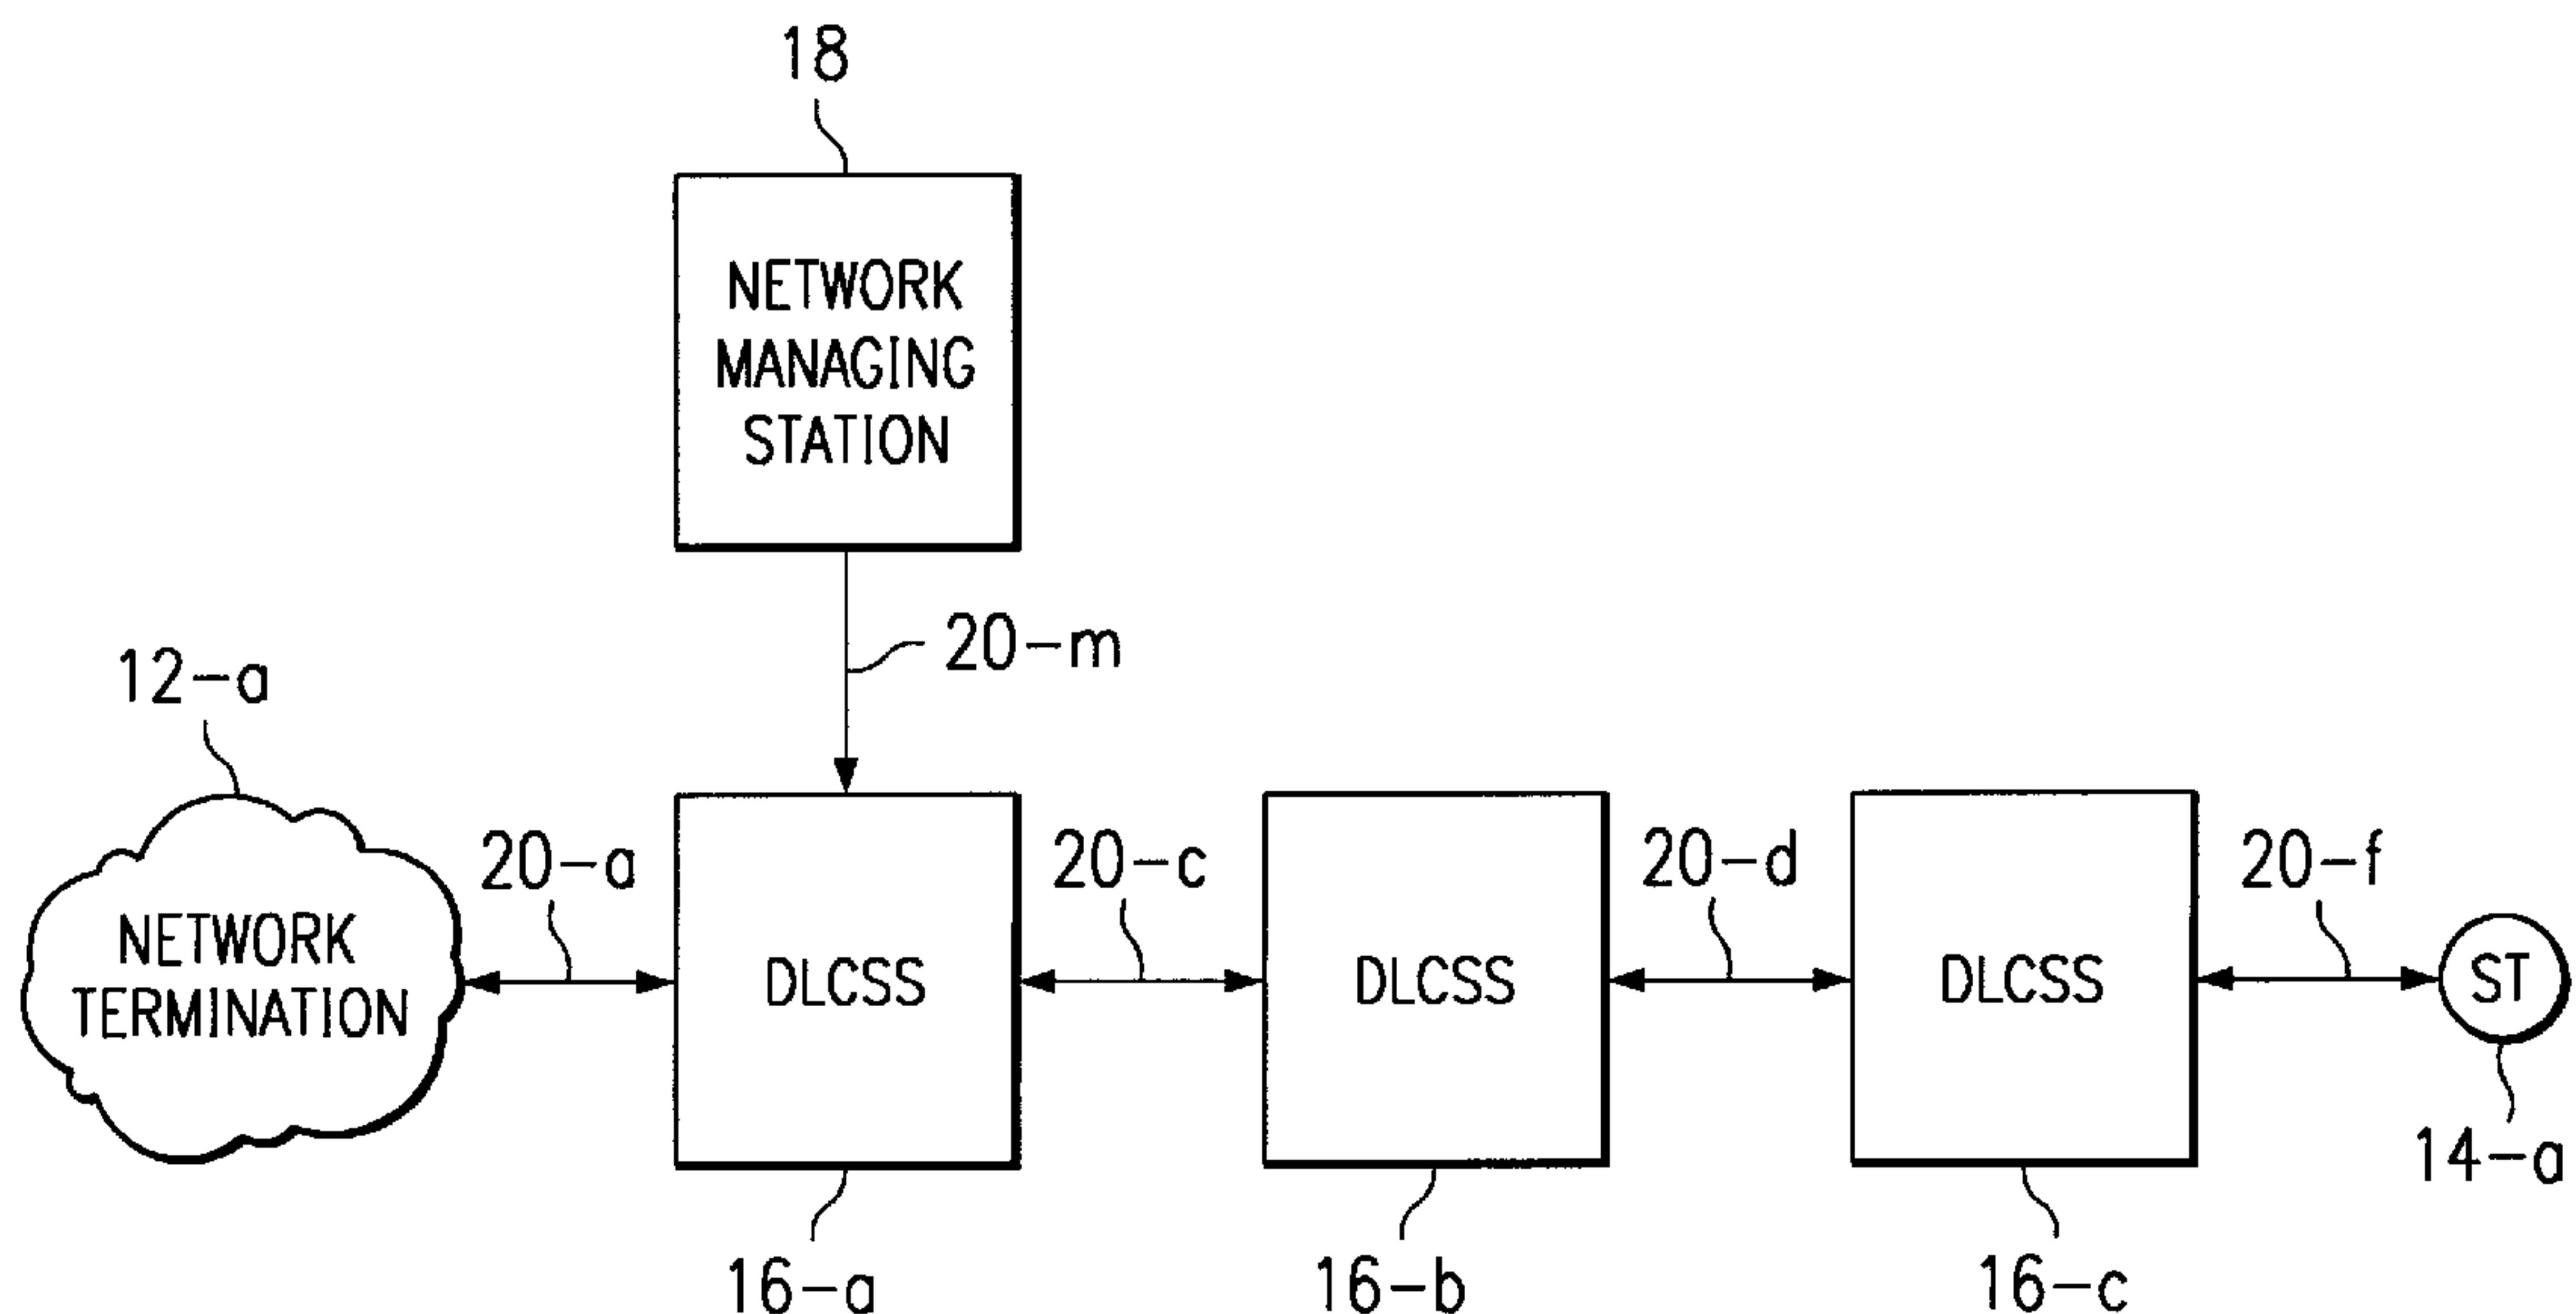 18
NETWORK
MANAGING
STATION
20-m
12-a
20-a
20-c
20-d
20-f
NETWORK
TERMINATION
DLCSS
DLCSS
DLCSS
ST
14-a
16-a
16-b
16-c